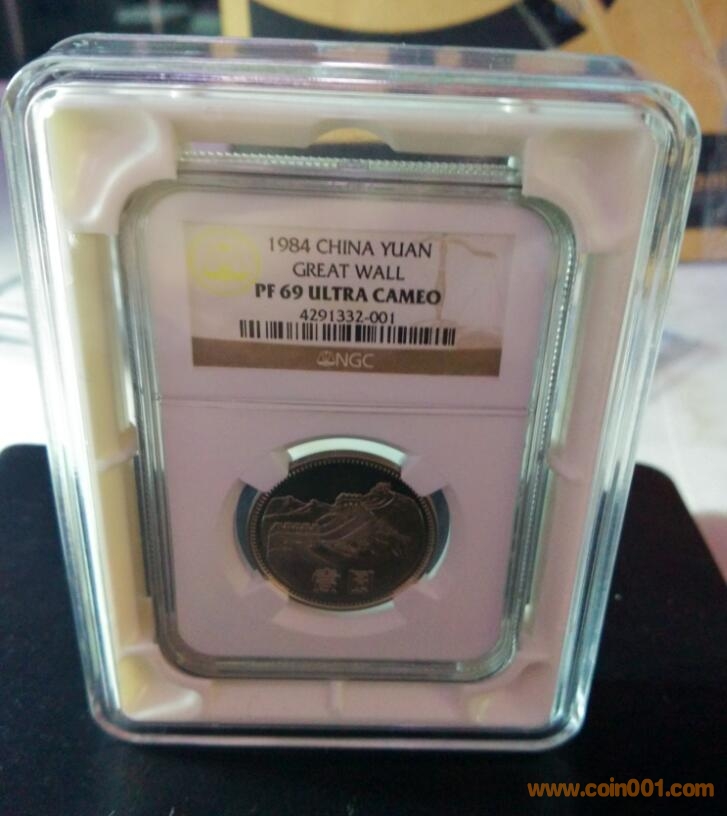 1984 CHINA YUAN
GREAT WALL
PF 69 ULTRA CAMEO
4291332-001
NGC
壹 圆
www.coin001.com